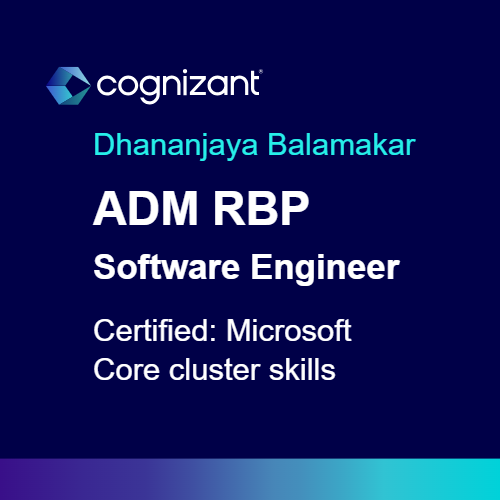 cognizant
Dhananjaya Balamakar
ADM RBP
Software Engineer
Certified: Microsoft
Core cluster skills